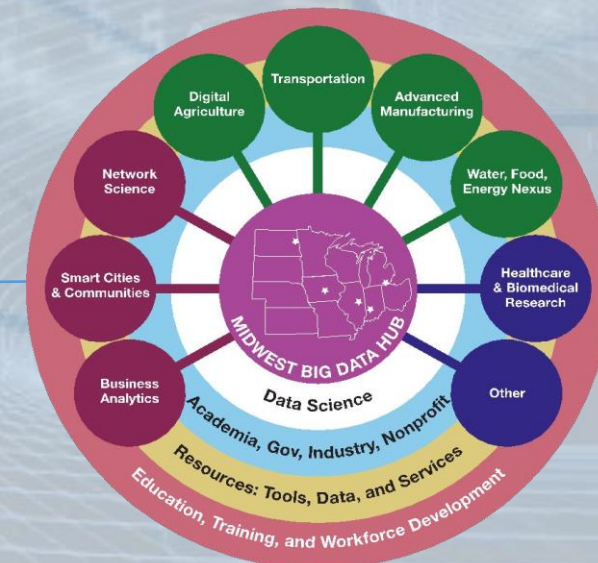 Transportation
Digital
Agriculture
Advanced
Manufacturing
Network
Science
Water, Food,
Energy Nexus
Smart Cities
& Communities
Healthcare
& Biomedical
Research
Business
Analytics
Other
MIDWEST BIG DATA HUB
Data Science
Academia, Gov, Industry, Nonprofit
Resources: Tools, Data, and Services
Education, Training, and Workforce Development